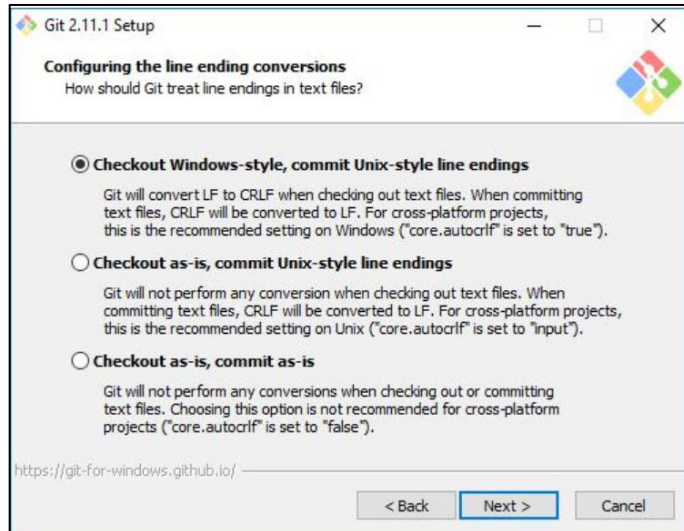 Git 2.11.1 Setup
Configuring the line ending conversions
How should Git treat line endings in text files?
Checkout Windows-style, commit Unix-style line endings
Git will convert LF to CRLF when checking out text files. When committing
text files, CRLF will be converted to LF. For cross-platform projects,
this is the recommended setting on Windows ("core.autocrlf" is set to "true").
Checkout as-is, commit Unix-style line endings
Git will not perform any conversion when checking out text files. When
committing text files, CRLF will be converted to LF. For cross-platform projects,
this is the recommended setting on Unix ("core.autocrlf" is set to "input").
Checkout as-is, commit as-is
Git will not perform any conversions when checking out or committing
text files. Choosing this option is not recommended for cross-platform
projects ("core.autocrlf" is set to "false").
https://git-for-windows.github.io/
< Back Next > Cancel